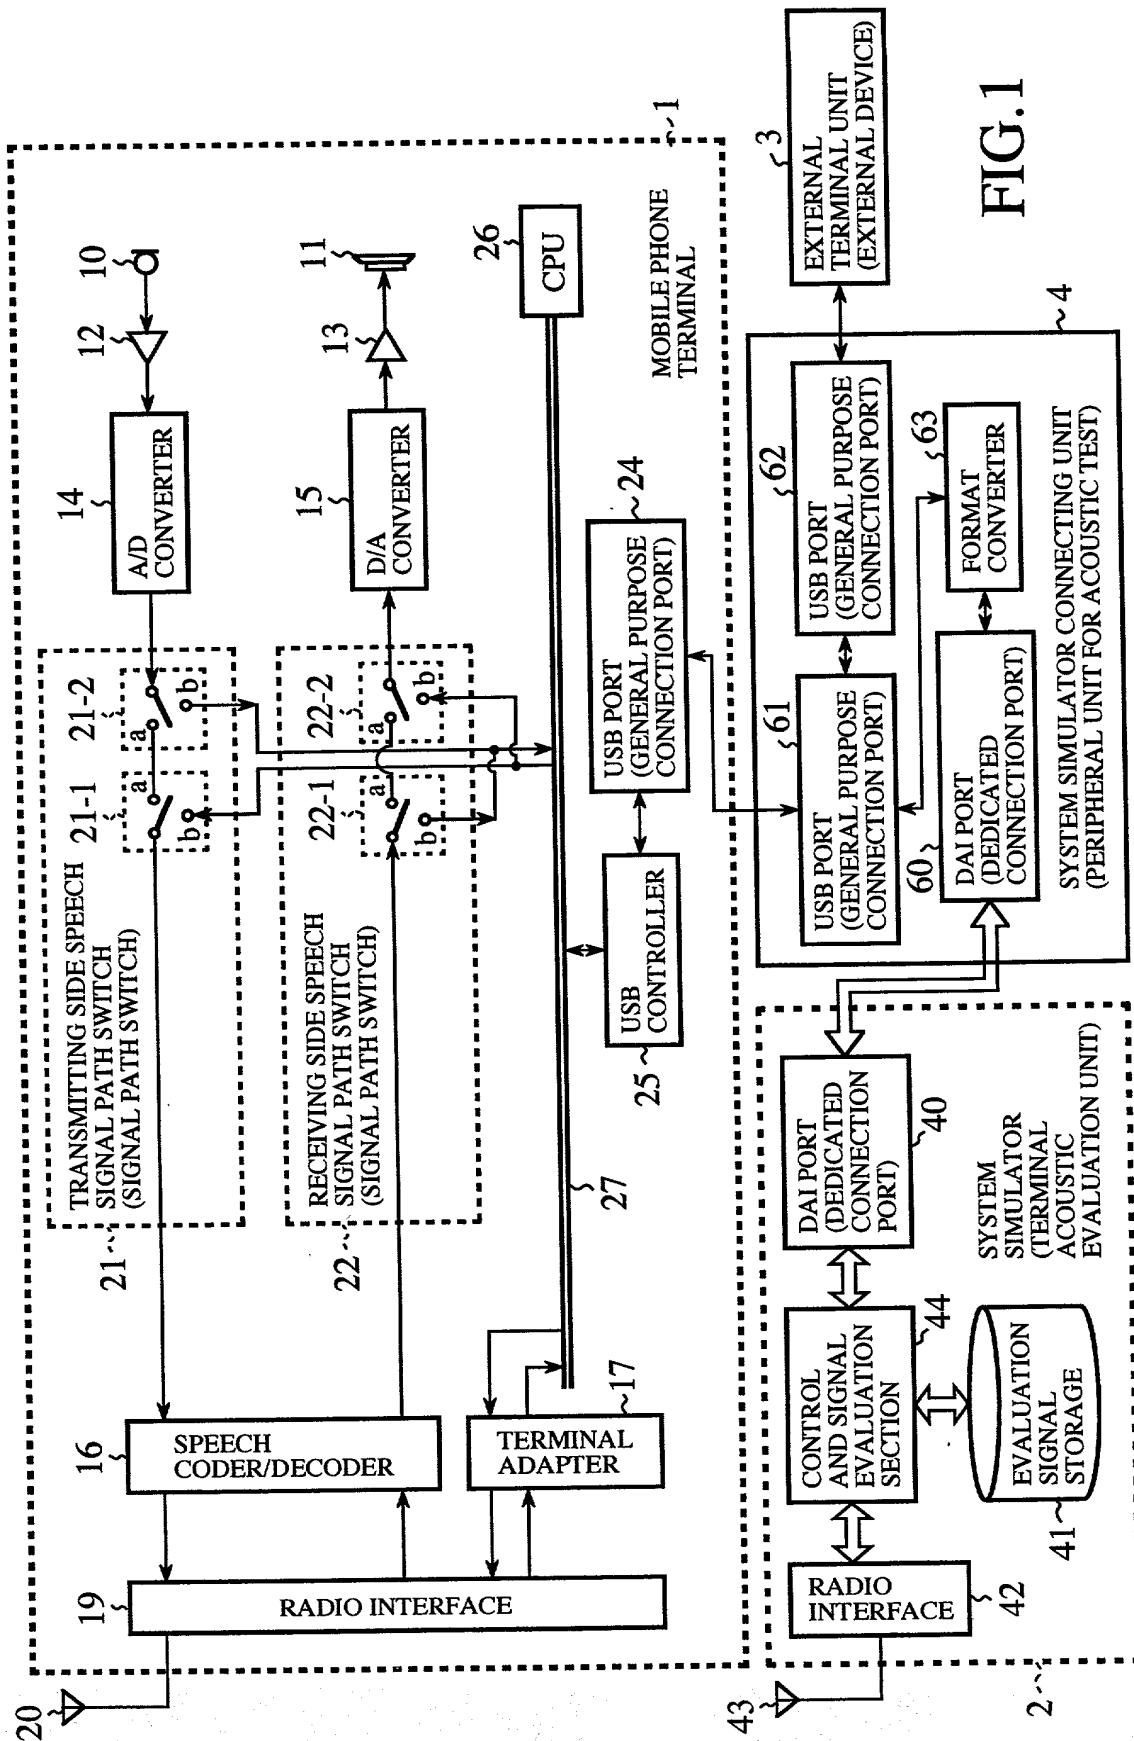 FIG.1
20
19
RADIO INTERFACE
16
SPEECH
CODER/DECODER
17
TERMINAL
ADAPTER
21
TRANSMITTING SIDE SPEECH
SIGNAL PATH SWITCH
(SIGNAL PATH SWITCH)
21-1
a
b
21-2
a
b
14
A/D
CONVERTER
12
10
22
RECEIVING SIDE SPEECH
SIGNAL PATH SWITCH
(SIGNAL PATH SWITCH)
22-1
a
b
22-2
b
15
D/A
CONVERTER
13
11
26
CPU
27
25
USB
CONTROLLER
24
USB PORT
(GENERAL PURPOSE
CONNECTION PORT)
MOBILE PHONE
TERMINAL
1
43
42
RADIO
INTERFACE
44
CONTROL
AND SIGNAL
EVALUATION
SECTION
41
EVALUATION
SIGNAL
STORAGE
40
DAI PORT
(DEDICATED
CONNECTION
PORT)
SYSTEM
SIMULATOR
(TERMINAL
ACOUSTIC
EVALUATION UNIT)
2
61
USB PORT
(GENERAL PURPOSE
CONNECTION PORT)
62
USB PORT
(GENERAL PURPOSE
CONNECTION PORT)
60
DAI PORT
(DEDICATED
CONNECTION PORT)
63
FORMAT
CONVERTER
SYSTEM SIMULATOR CONNECTING UNIT
(PERIPHERAL UNIT FOR ACOUSTIC TEST)
4
3
EXTERNAL
TERMINAL UNIT
(EXTERNAL DEVICE)